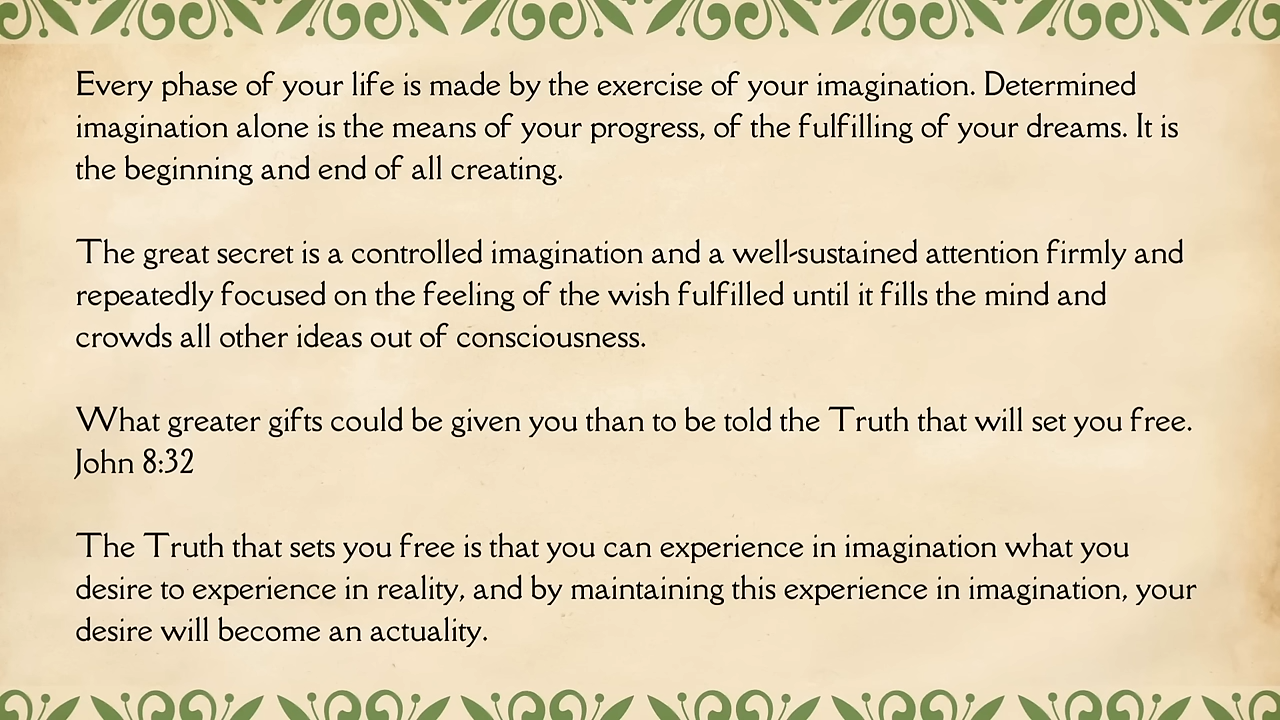 Every phase of your life is made by the exercise of your imagination. Determined
imagination alone is the means of your progress, of the fulfilling of your dreams. It is
the beginning and end of all creating.
The great secret is a controlled imagination and a well-sustained attention firmly and
repeatedly focused on the feeling of the wish fulfilled until it fills the mind and
crowds all other ideas out of consciousness.
What greater gifts could be given you than to be told the Truth that will set you free.
John 8:32
The Truth that sets you free is that you can experience in imagination what you
desire to experience in reality, and by maintaining this experience in imagination, your
desire will become an actuality.